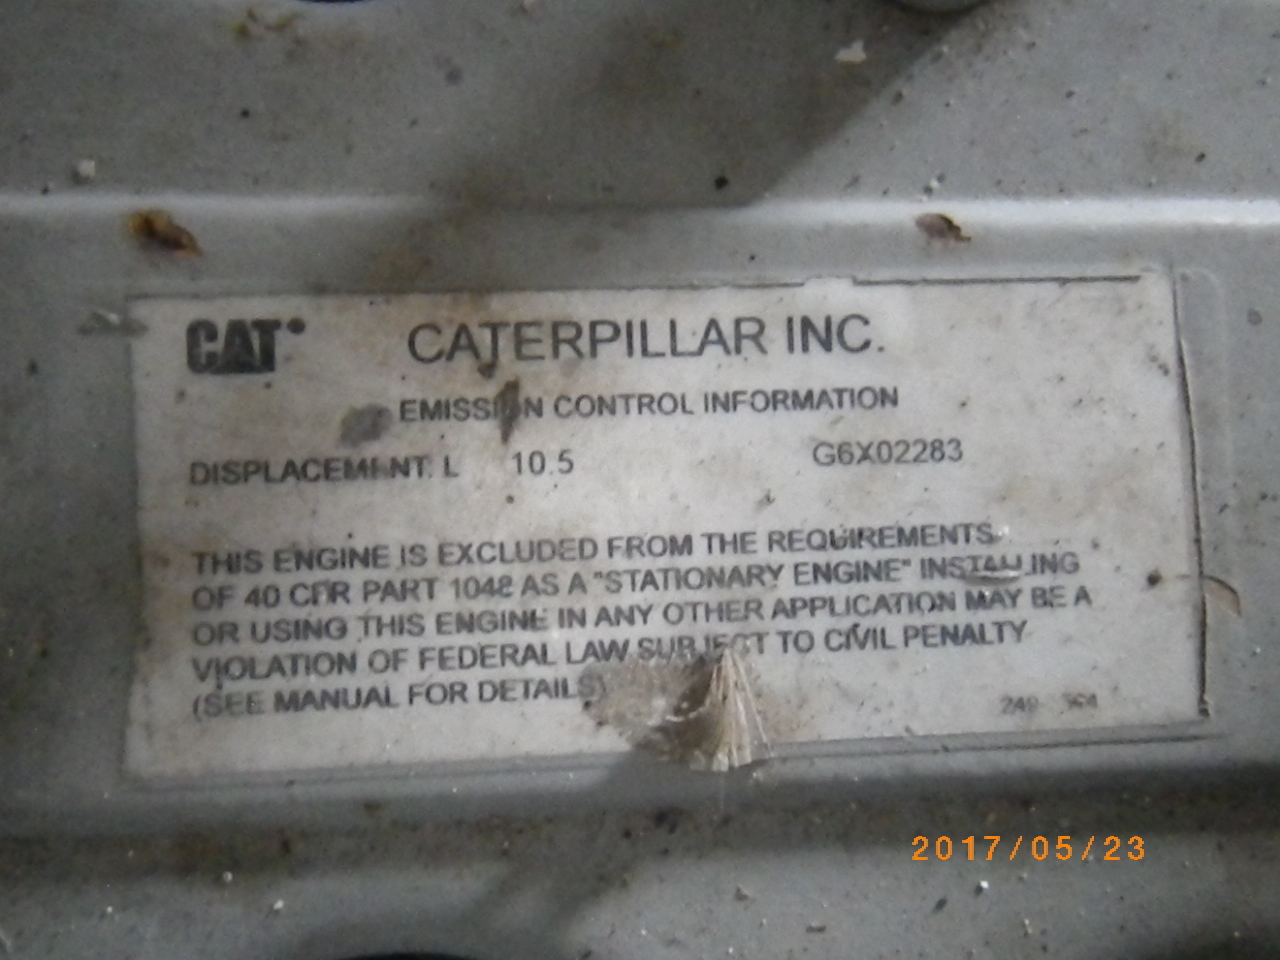 CAT CATERPILLAR INC.
EMISSION CONTROL INFORMATION
DISPLACEMENT: L 10.5 G6X02283
THIS ENGINE IS EXCLUDED FROM THE REQUIREMENTS
OF 40 CFR PART 1048 AS A "STATIONARY ENGINE" INSTALLING
OR USING THIS ENGINE IN ANY OTHER APPLICATION MAY BE A
VIOLATION OF FEDERAL LAW SUBJECT TO CIVIL PENALTY
(SEE MANUAL FOR DETAILS)
2017/05/23